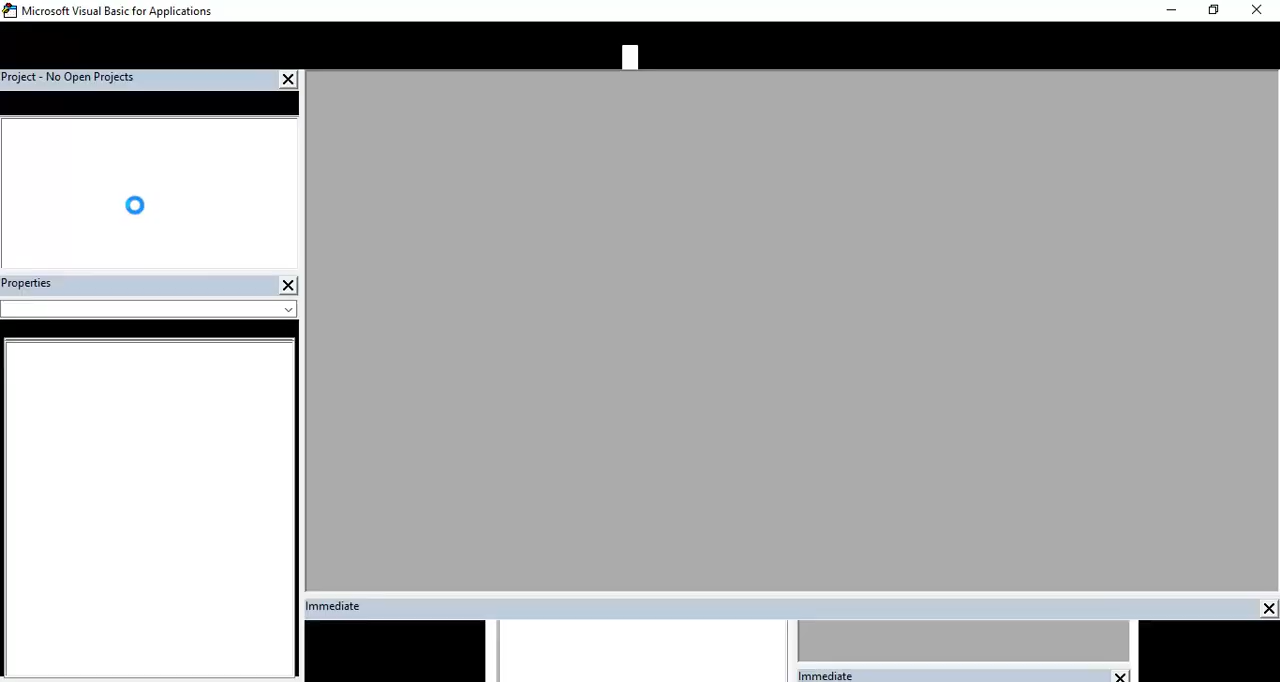 Microsoft Visual Basic for Applications
Project - No Open Projects
Properties
Immediate
Immediate